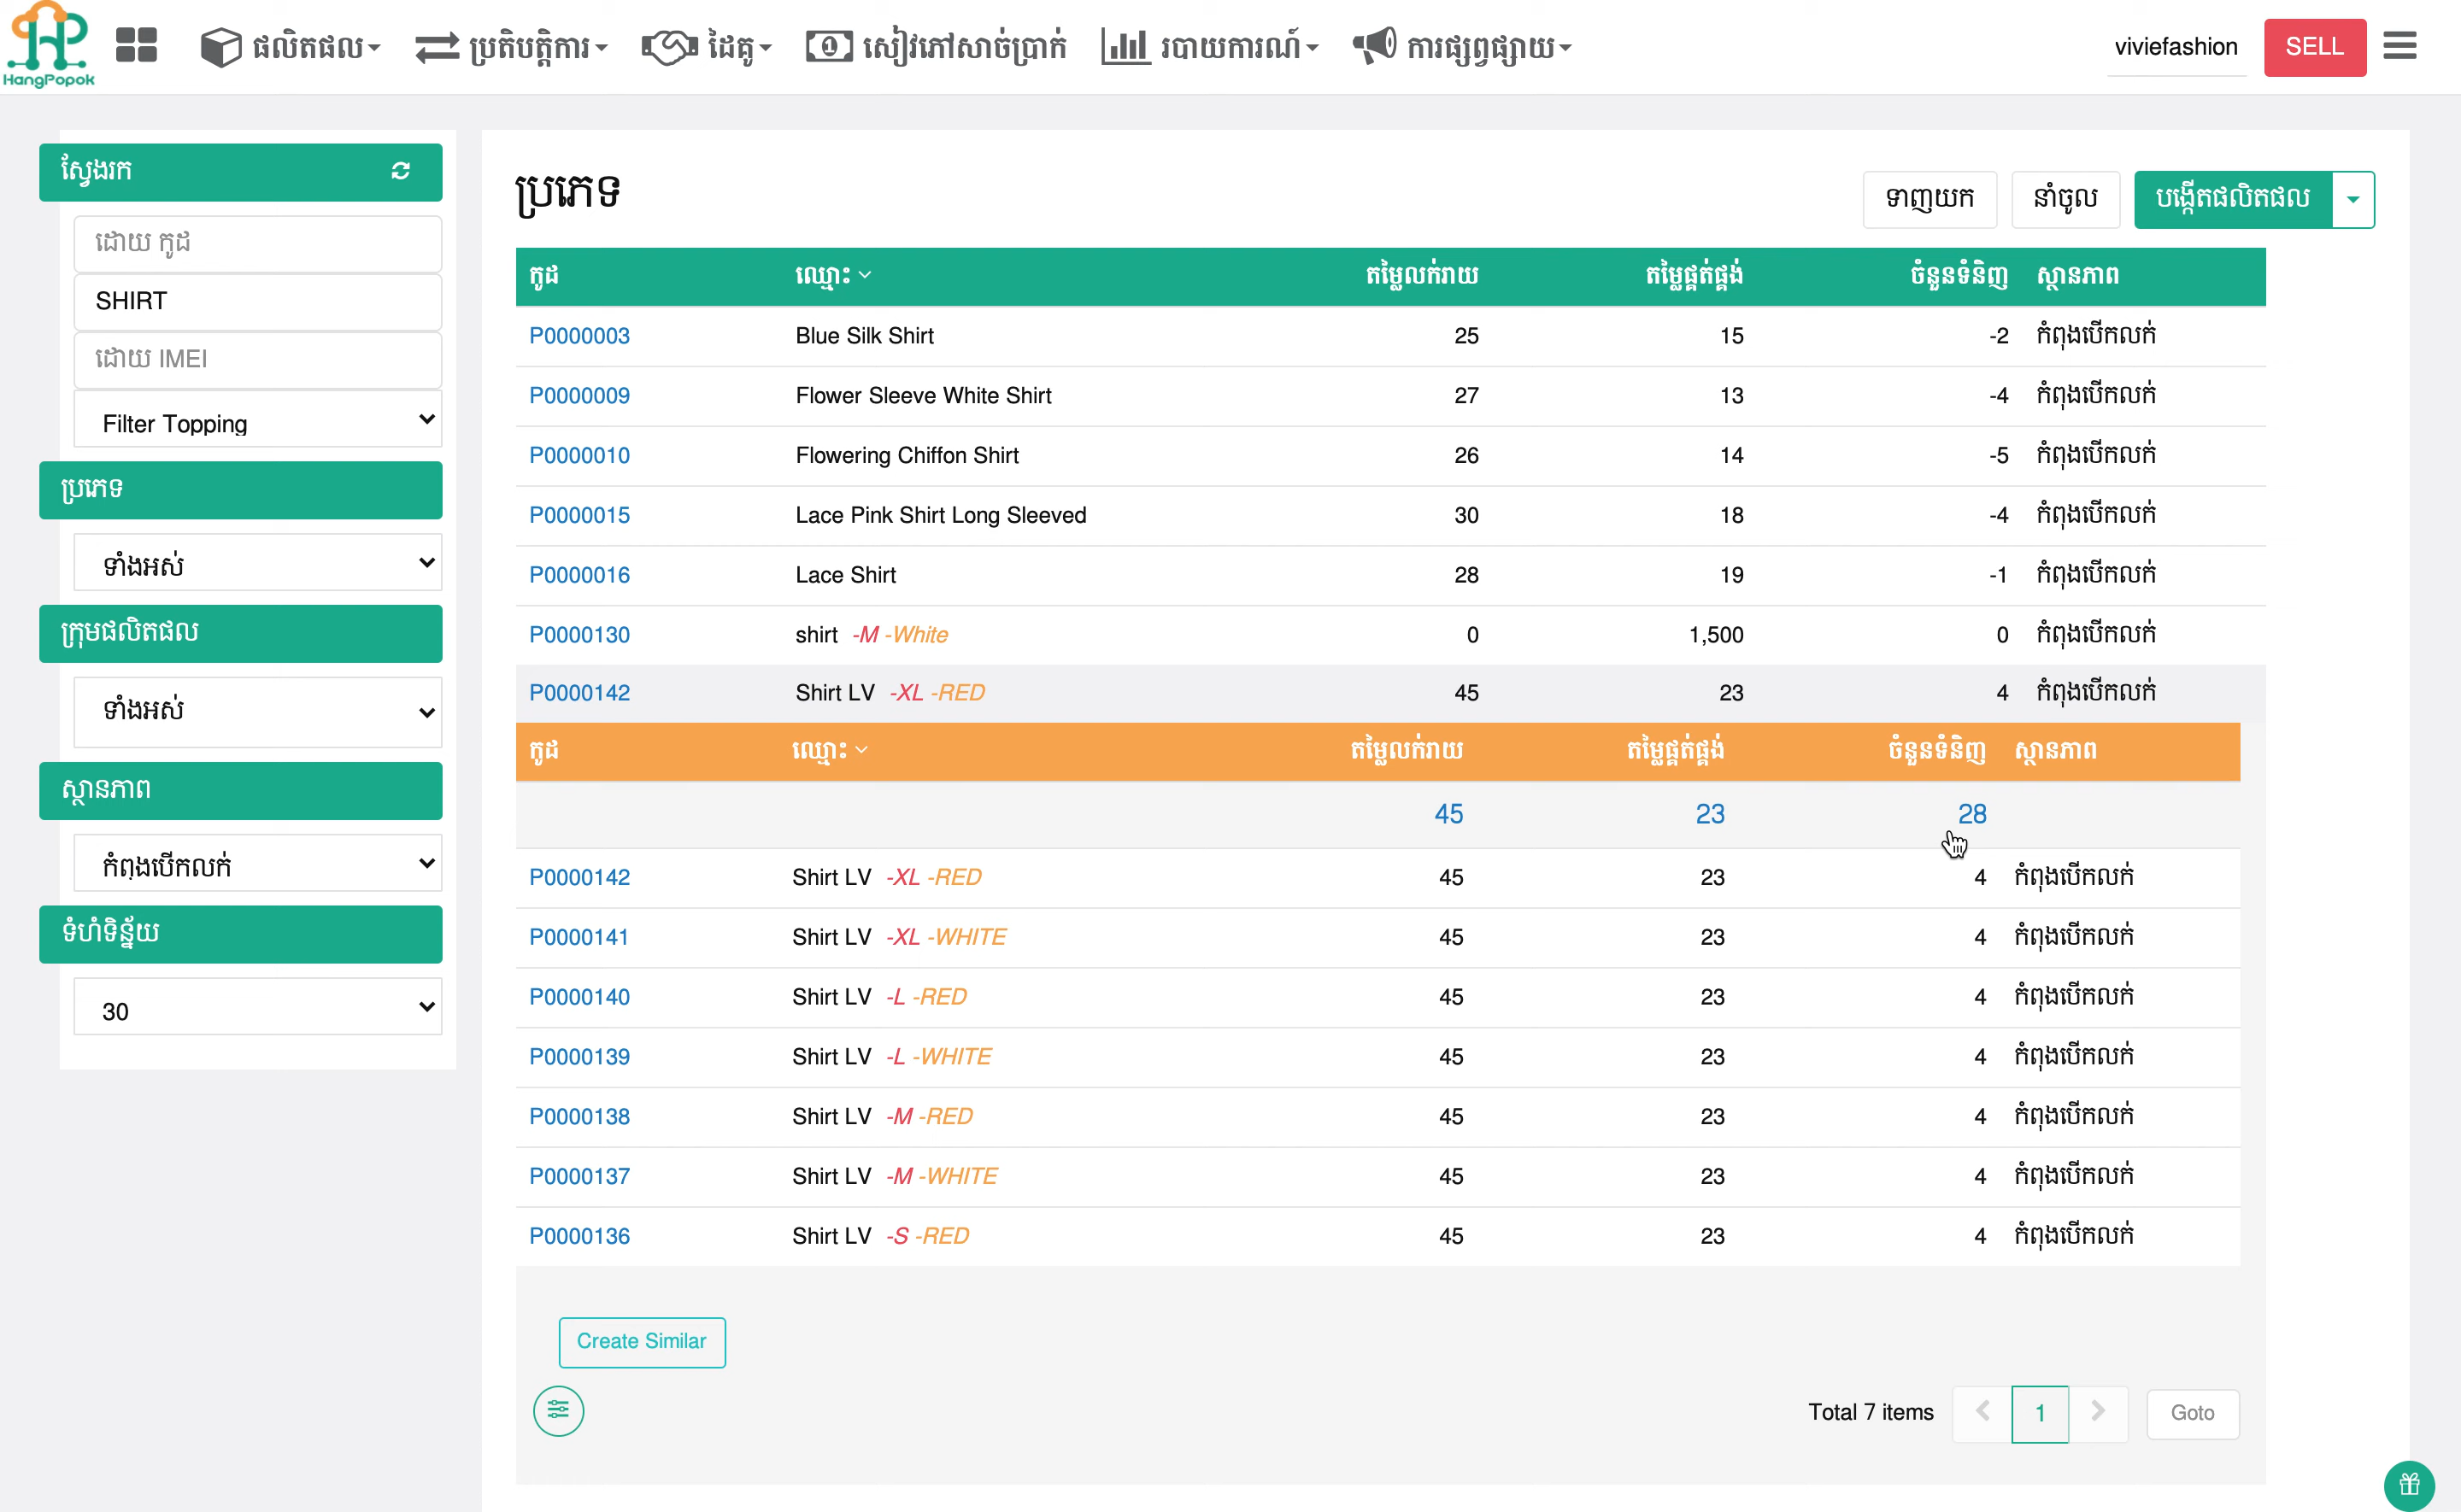 HangPopok
ផលិតផល
ប្រតិបត្តិការ
ដៃគូ
សៀវភៅសាច់ប្រាក់
របាយការណ៍
ការផ្សព្វផ្សាយ
viviefashion
SELL
ស្វែងរក
ដោយ កូដ
SHIRT
ដោយ IMEI
Filter Topping
ប្រភេទ
ទាំងអស់
ក្រុមផលិតផល
ទាំងអស់
ស្ថានភាព
កំពុងបើកលក់
ទំហំទិន្ន័យ
30
ប្រភេទ
ទាញយក
នាំចូល
បង្កើតផលិតផល
កូដ ឈ្មោះ តម្លៃលក់រាយ តម្លៃផ្គត់ផ្គង់ ចំនួនទំនិញ ស្ថានភាព
P0000003 Blue Silk Shirt 25 15 -2 កំពុងបើកលក់
P0000009 Flower Sleeve White Shirt 27 13 -4 កំពុងបើកលក់
P0000010 Flowering Chiffon Shirt 26 14 -5 កំពុងបើកលក់
P0000015 Lace Pink Shirt Long Sleeved 30 18 -4 កំពុងបើកលក់
P0000016 Lace Shirt 28 19 -1 កំពុងបើកលក់
P0000130 shirt -M -White 0 1,500 0 កំពុងបើកលក់
P0000142 Shirt LV -XL -RED 45 23 4 កំពុងបើកលក់
កូដ ឈ្មោះ តម្លៃលក់រាយ តម្លៃផ្គត់ផ្គង់ ចំនួនទំនិញ ស្ថានភាព
45 23 28
P0000142 Shirt LV -XL -RED 45 23 4 កំពុងបើកលក់
P0000141 Shirt LV -XL -WHITE 45 23 4 កំពុងបើកលក់
P0000140 Shirt LV -L -RED 45 23 4 កំពុងបើកលក់
P0000139 Shirt LV -L -WHITE 45 23 4 កំពុងបើកលក់
P0000138 Shirt LV -M -RED 45 23 4 កំពុងបើកលក់
P0000137 Shirt LV -M -WHITE 45 23 4 កំពុងបើកលក់
P0000136 Shirt LV -S -RED 45 23 4 កំពុងបើកលក់
Create Similar
Total 7 items 1 Goto